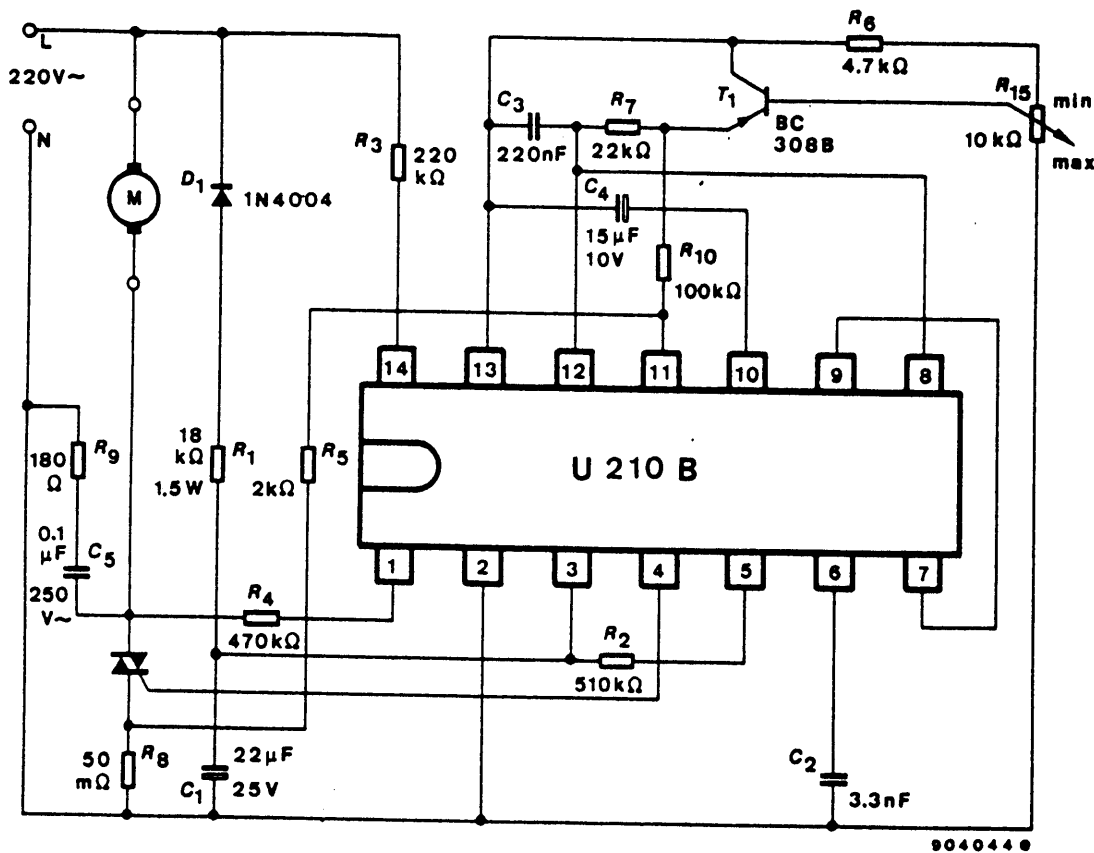 L
220V~
N
M
D1
1N4004
R3
220
kΩ
C3
220nF
R7
22kΩ
T1
BC
308B
R6
4.7kΩ
R15
10kΩ
min
max
C4
15µF
10V
R10
100kΩ
14
13
12
11
10
9
8
U 210 B
1
2
3
4
5
6
7
R9
180
Ω
18
kΩ
1.5W
R1
R5
2kΩ
0.1
µF
250
V~
C5
R4
470kΩ
R2
510kΩ
50
mΩ
R8
22µF
25V
C1
C2
3.3nF
904044e